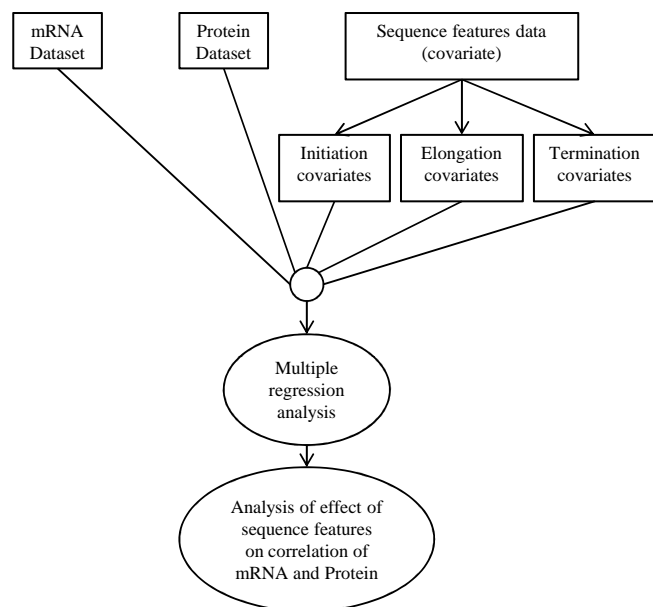 mRNA
Dataset
Protein
Dataset
Sequence features data
(covariate)
Initiation
covariates
Elongation
covariates
Termination
covariates
Multiple
regression
analysis
Analysis of effect of
sequence features
on correlation of
mRNA and Protein